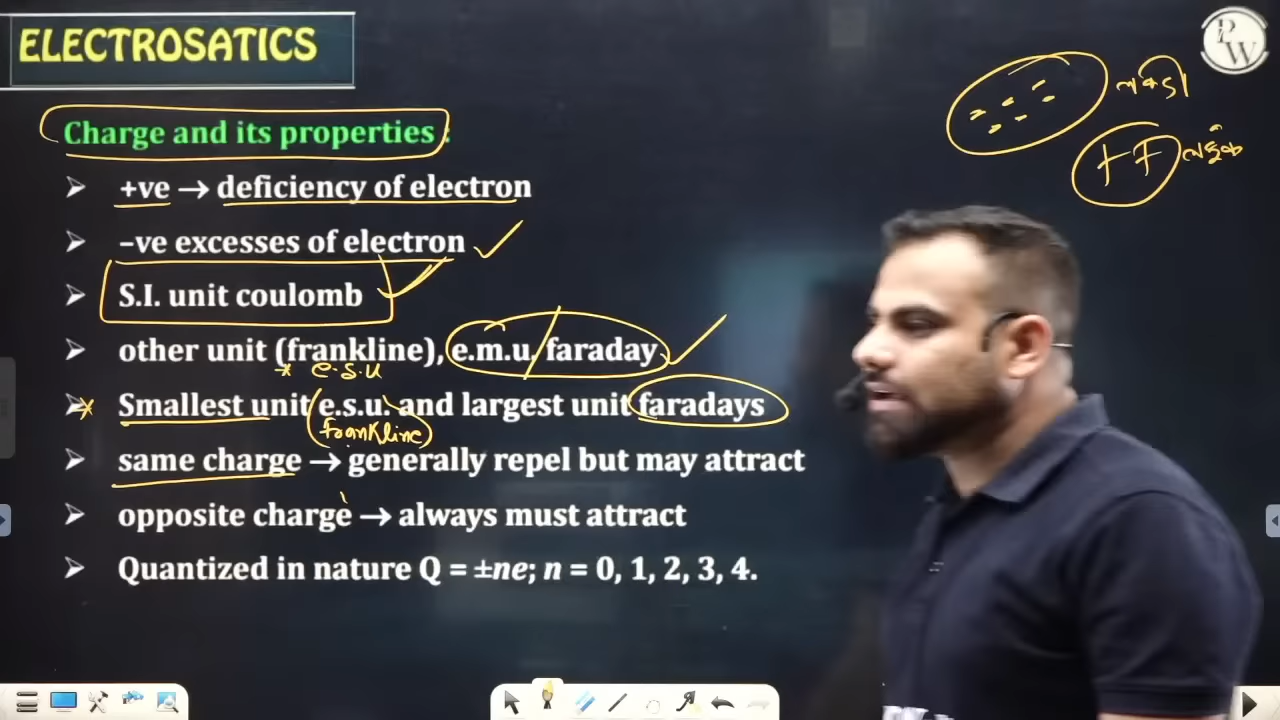 ELECTROSATICS
PW
Charge and its properties :
+ve → deficiency of electron
–ve excesses of electron
S.I. unit coulomb
other unit (frankline), e.m.u/faraday
* e.s.u
* Smallest unit e.s.u. and largest unit faradays
frankline
same charge → generally repel but may attract
opposite charge → always must attract
Quantized in nature Q = ±ne; n = 0, 1, 2, 3, 4.